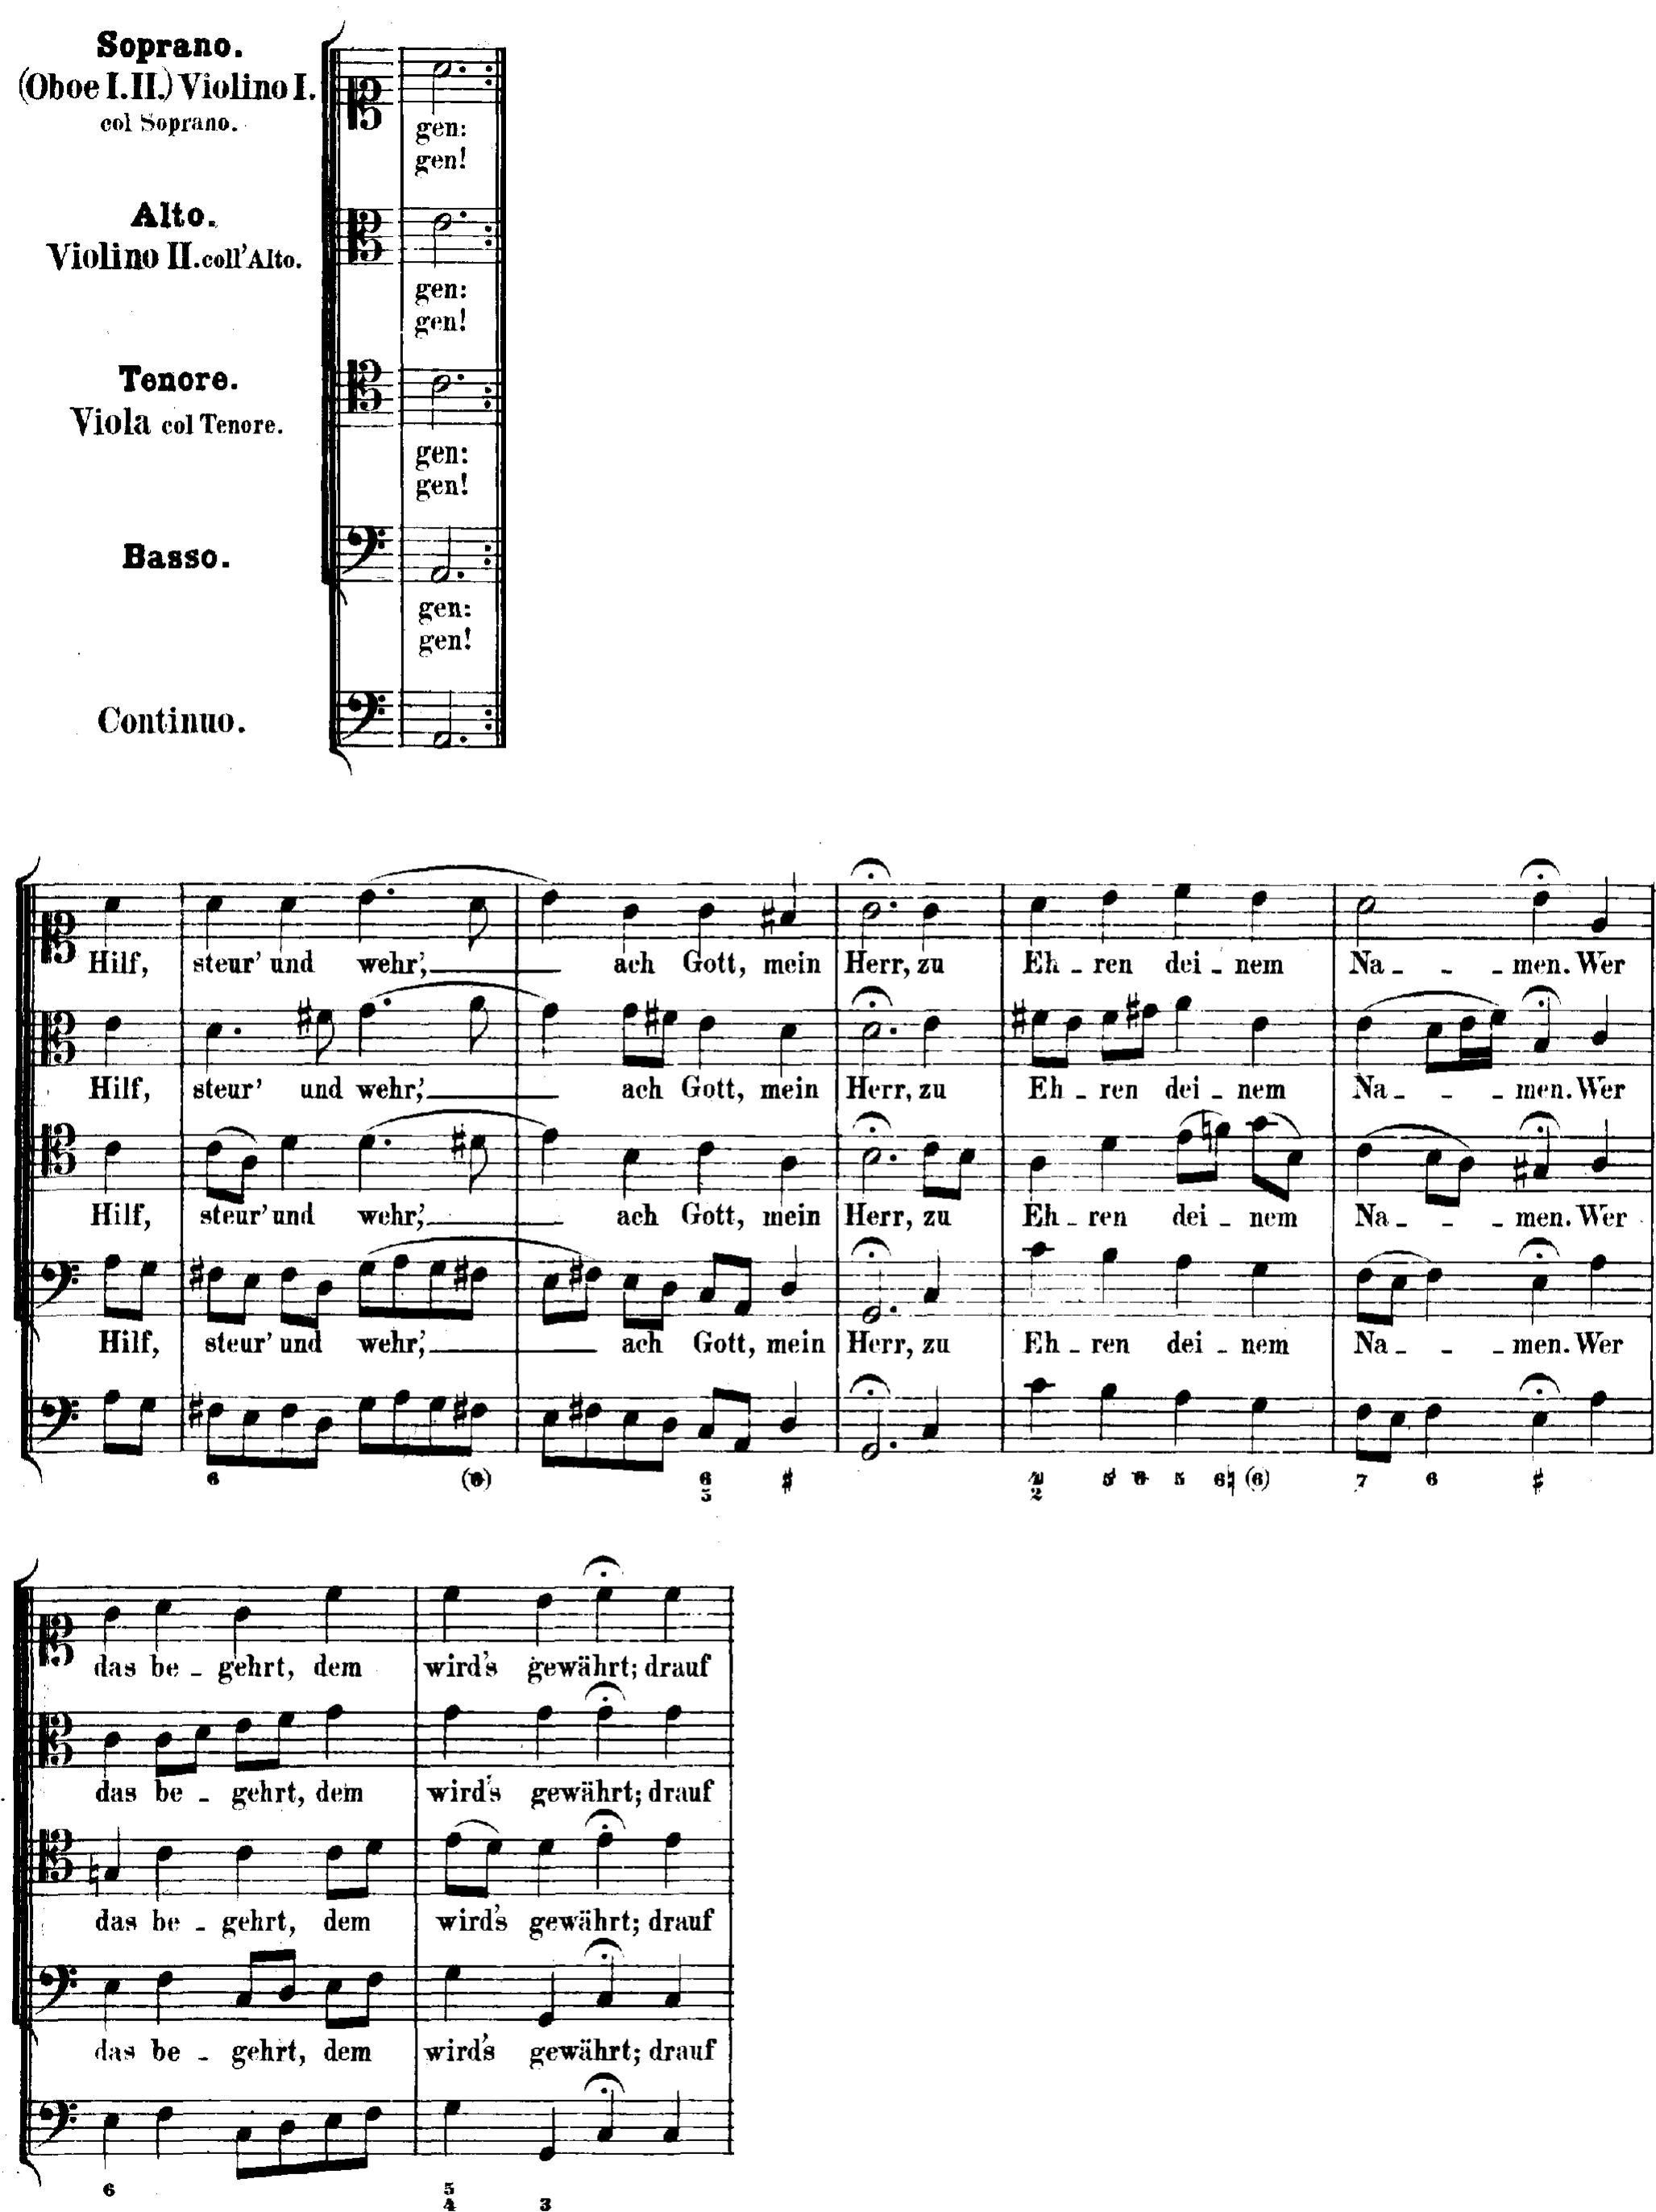 Soprano.
(Oboe I. II.) Violino I.
col Soprano.
gen:
gen!
Alto.
Violino II. coll'Alto.
gen:
gen!
Tenore.
Viola col Tenore.
gen:
gen!
Basso.
gen:
gen!
Continuo.
Hilf, steur' und wehr', ach Gott, mein Herr, zu Eh - ren dei - nem Na - - - men. Wer
Hilf, steur' und wehr', ach Gott, mein Herr, zu Eh - ren dei - nem Na - - - men. Wer
Hilf, steur' und wehr', ach Gott, mein Herr, zu Eh - ren dei - nem Na - - - men. Wer
Hilf, steur' und wehr', ach Gott, mein Herr, zu Eh - ren dei - nem Na - - - men. Wer
das be - gehrt, dem wird's gewährt; drauf
das be - gehrt, dem wird's gewährt; drauf
das be - gehrt, dem wird's gewährt; drauf
das be - gehrt, dem wird's gewährt; drauf
6 5
4 3